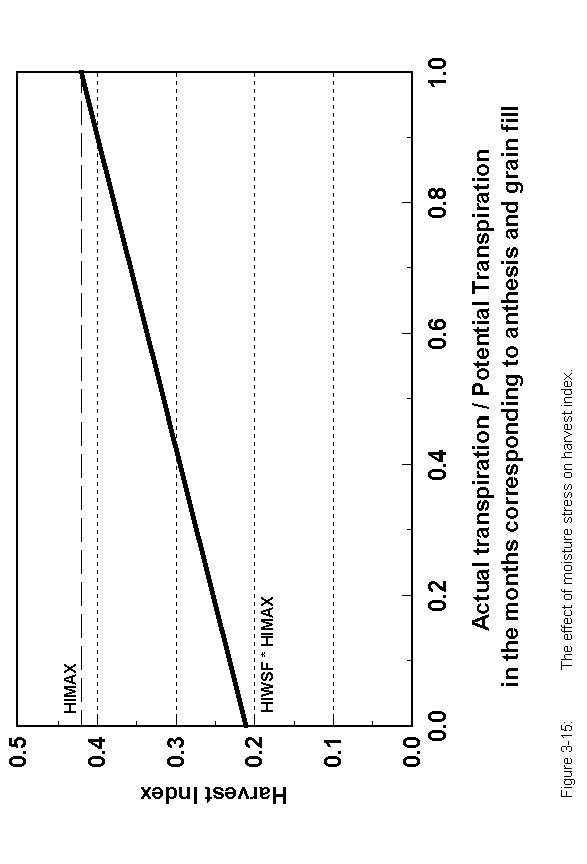 0.5
0.4
0.3
0.2
0.1
0.0
Harvest Index
HIMAX
HIWSF * HIMAX
0.0
0.2
0.4
0.6
0.8
1.0
Actual transpiration / Potential Transpiration
in the months corresponding to anthesis and grain fill
Figure 3-15: The effect of moisture stress on harvest index.